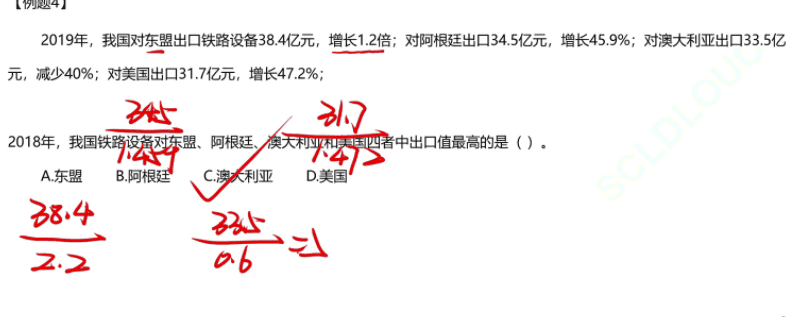 【例题4】
2019年，我国对东盟出口铁路设备38.4亿元，增长1.2倍；对阿根廷出口34.5亿元，增长45.9%；对澳大利亚出口33.5亿
元，减少40%；对美国出口31.7亿元，增长47.2%；
34.5 31.7
2018年，我国铁路设备对东盟、阿根廷、澳大利亚和美国四者中出口值最高的是（ ）。
1.459 1.472
A.东盟 B.阿根廷 C.澳大利亚 D.美国
38.4 33.5
2.2 0.6
SCLDLOUO